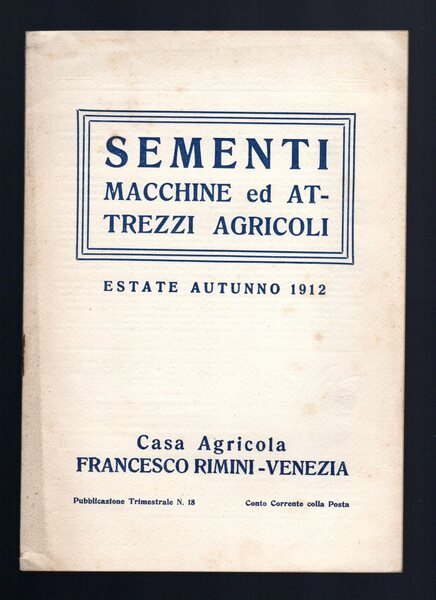 SEMENTI
MACCHINE ed AT-
TREZZI AGRICOLI
ESTATE AUTUNNO 1912
Casa Agricola
FRANCESCO RIMINI-VENEZIA
Pubblicazione Trimestrale N. 18 Conto Corrente colla Posta